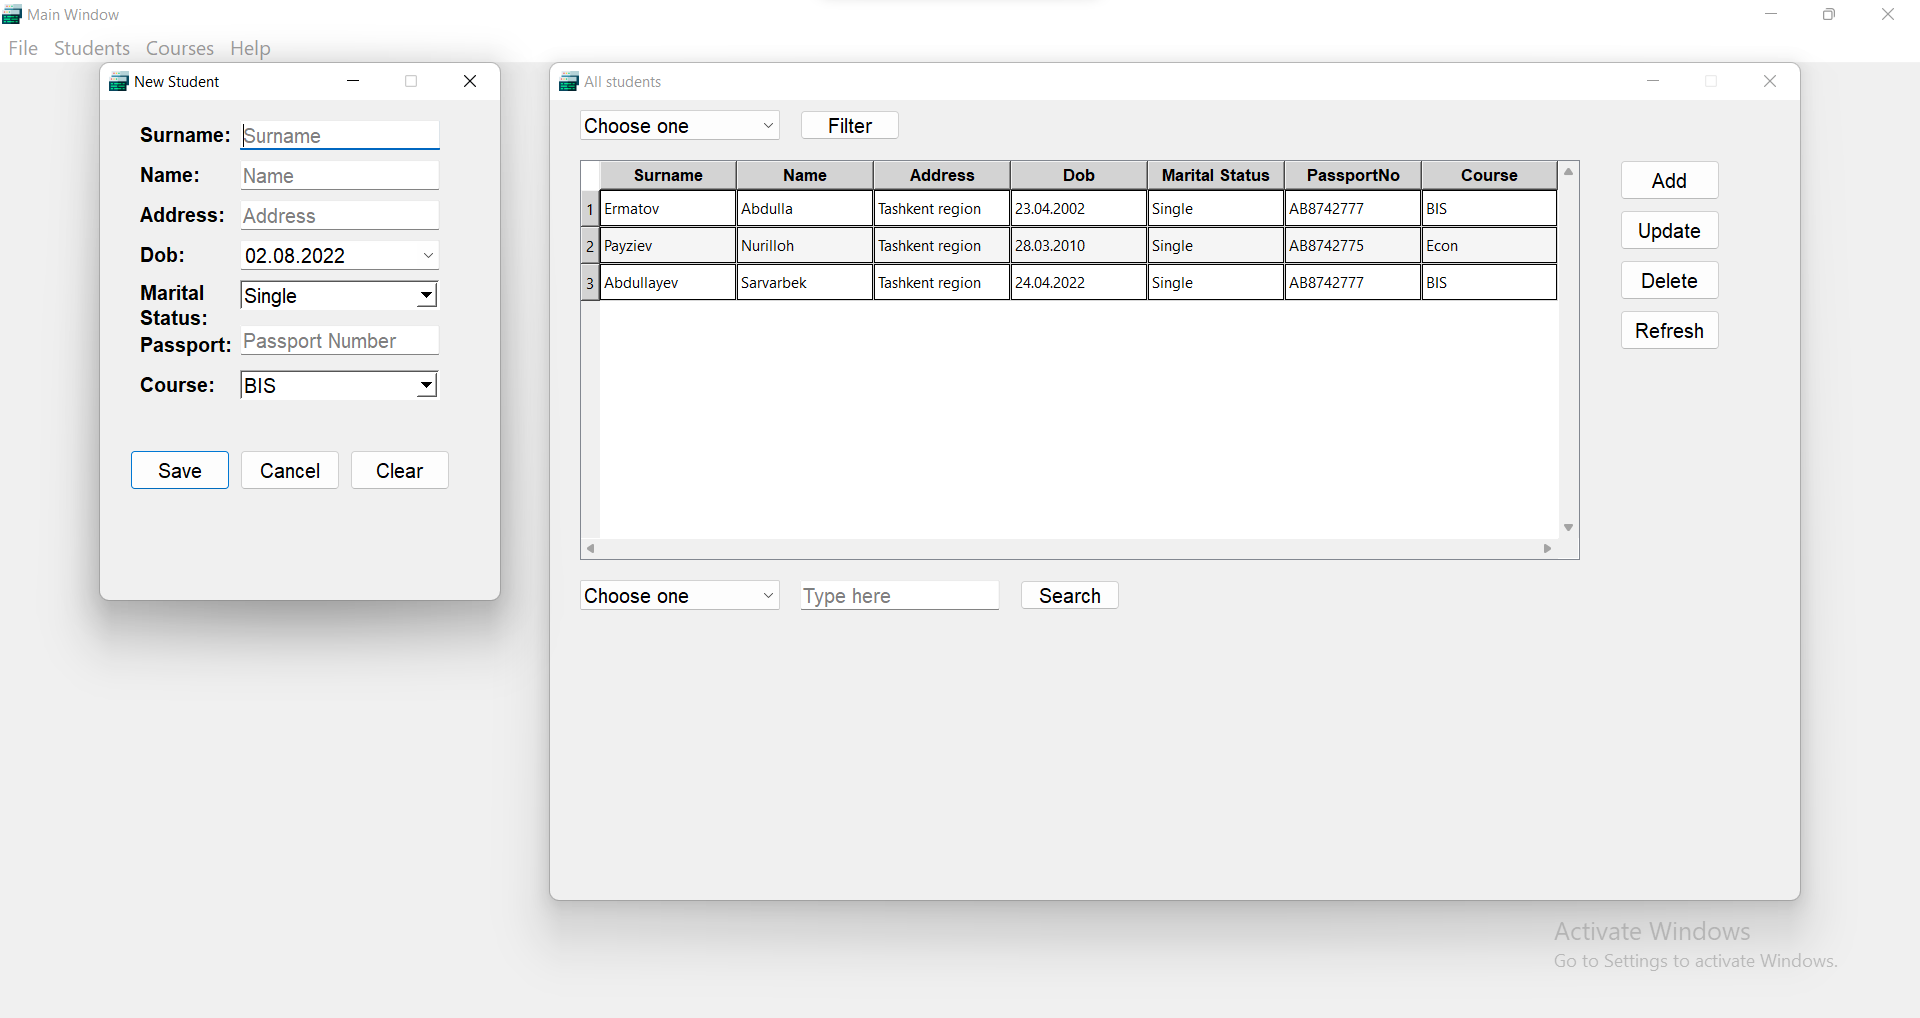 Main Window
File Students Courses Help
New Student
Surname: Surname
Name: Name
Address: Address
Dob: 02.08.2022
Marital Status: Single
Passport: Passport Number
Course: BIS
Save Cancel Clear
All students
Choose one Filter
Surname Name Address Dob Marital Status PassportNo Course
1 Ermatov Abdulla Tashkent region 23.04.2002 Single AB8742777 BIS
2 Payziev Nurilloh Tashkent region 28.03.2010 Single AB8742775 Econ
3 Abdullayev Sarvarbek Tashkent region 24.04.2022 Single AB8742777 BIS
Add
Update
Delete
Refresh
Choose one Type here Search
Activate Windows
Go to Settings to activate Windows.